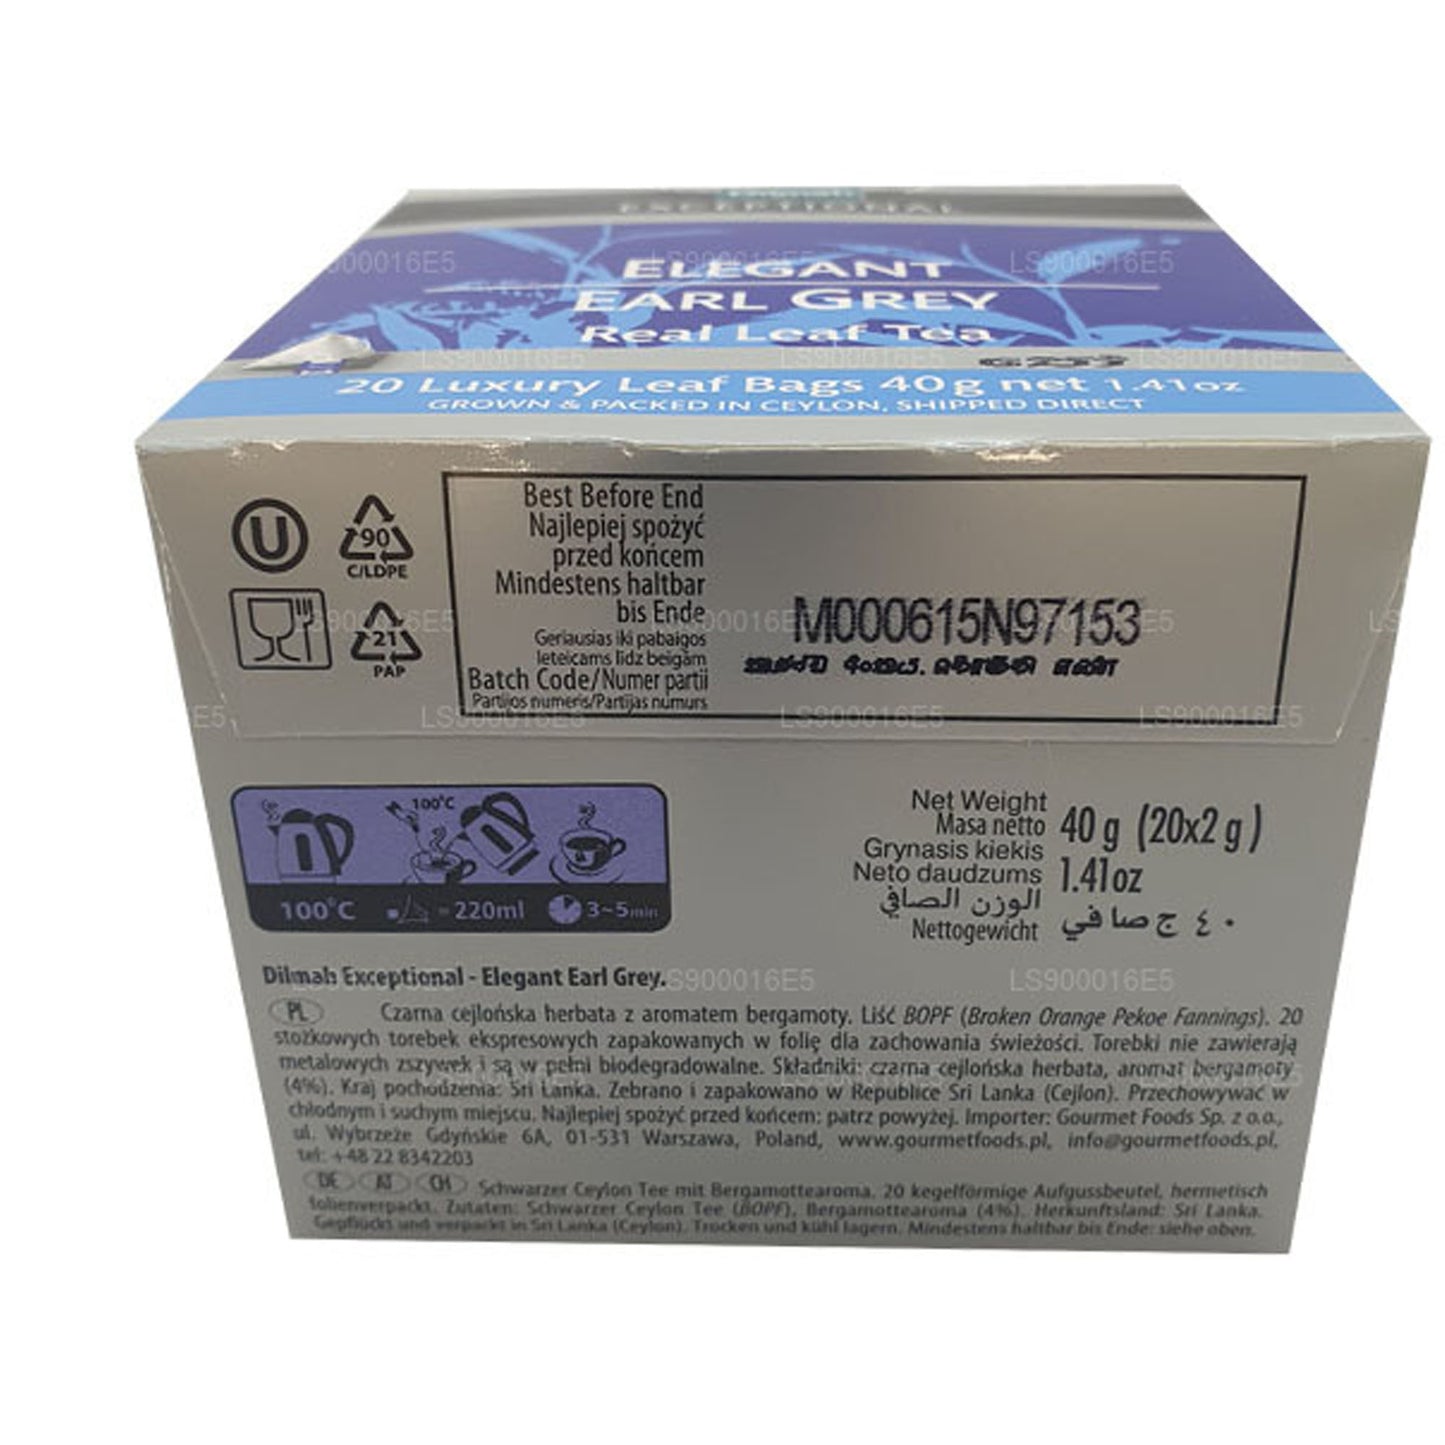 Dilmah
EXCEPTIONAL
ELEGANT
EARL GREY
Real Leaf Tea
20 Luxury Leaf Bags 40g net 1.41oz
GROWN & PACKED IN CEYLON, SHIPPED DIRECT
U
90
C/LDPE
21
PAP
Best Before End
Najlepiej spożyć
przed końcem
Mindestens haltbar
bis Ende
Geriausias iki pabaigos
Ieteicams līdz beigām
Batch Code/Numer partii
Partijos numeris/Partijas numurs
M000615N97153
100°C
100°C = 220ml 3~5min
Net Weight
Masa netto
Grynasis kiekis
Neto daudzums
الوزن الصافي
Nettogewicht
40 g (20x2 g)
1.41oz
٤٠ ج صافي
Dilmah Exceptional - Elegant Earl Grey.
PL Czarna cejlońska herbata z aromatem bergamoty. Liść BOPF (Broken Orange Pekoe Fannings). 20
stożkowych torebek ekspresowych zapakowanych w folię dla zachowania świeżości. Torebki nie zawierają
metalowych zszywek i są w pełni biodegradowalne. Składniki: czarna cejlońska herbata, aromat bergamoty
(4%). Kraj pochodzenia: Sri Lanka. Zebrano i zapakowano w Republice Sri Lanka (Cejlon). Przechowywać w
chłodnym i suchym miejscu. Najlepiej spożyć przed końcem: patrz powyżej. Importer: Gourmet Foods Sp. z o.o.,
ul. Wybrzeże Gdyńskie 6A, 01-531 Warszawa, Poland, www.gourmetfoods.pl, info@gourmetfoods.pl,
tel: +48 22 8342203
DE AT CH Schwarzer Ceylon Tee mit Bergamottearoma. 20 kegelförmige Aufgussbeutel, hermetisch
folienverpackt. Zutaten: Schwarzer Ceylon Tee (BOPF), Bergamottearoma (4%). Herkunftsland: Sri Lanka.
Gepflückt und verpackt in Sri Lanka (Ceylon). Trocken und kühl lagern. Mindestens haltbar bis Ende: siehe oben.
LS900016E5